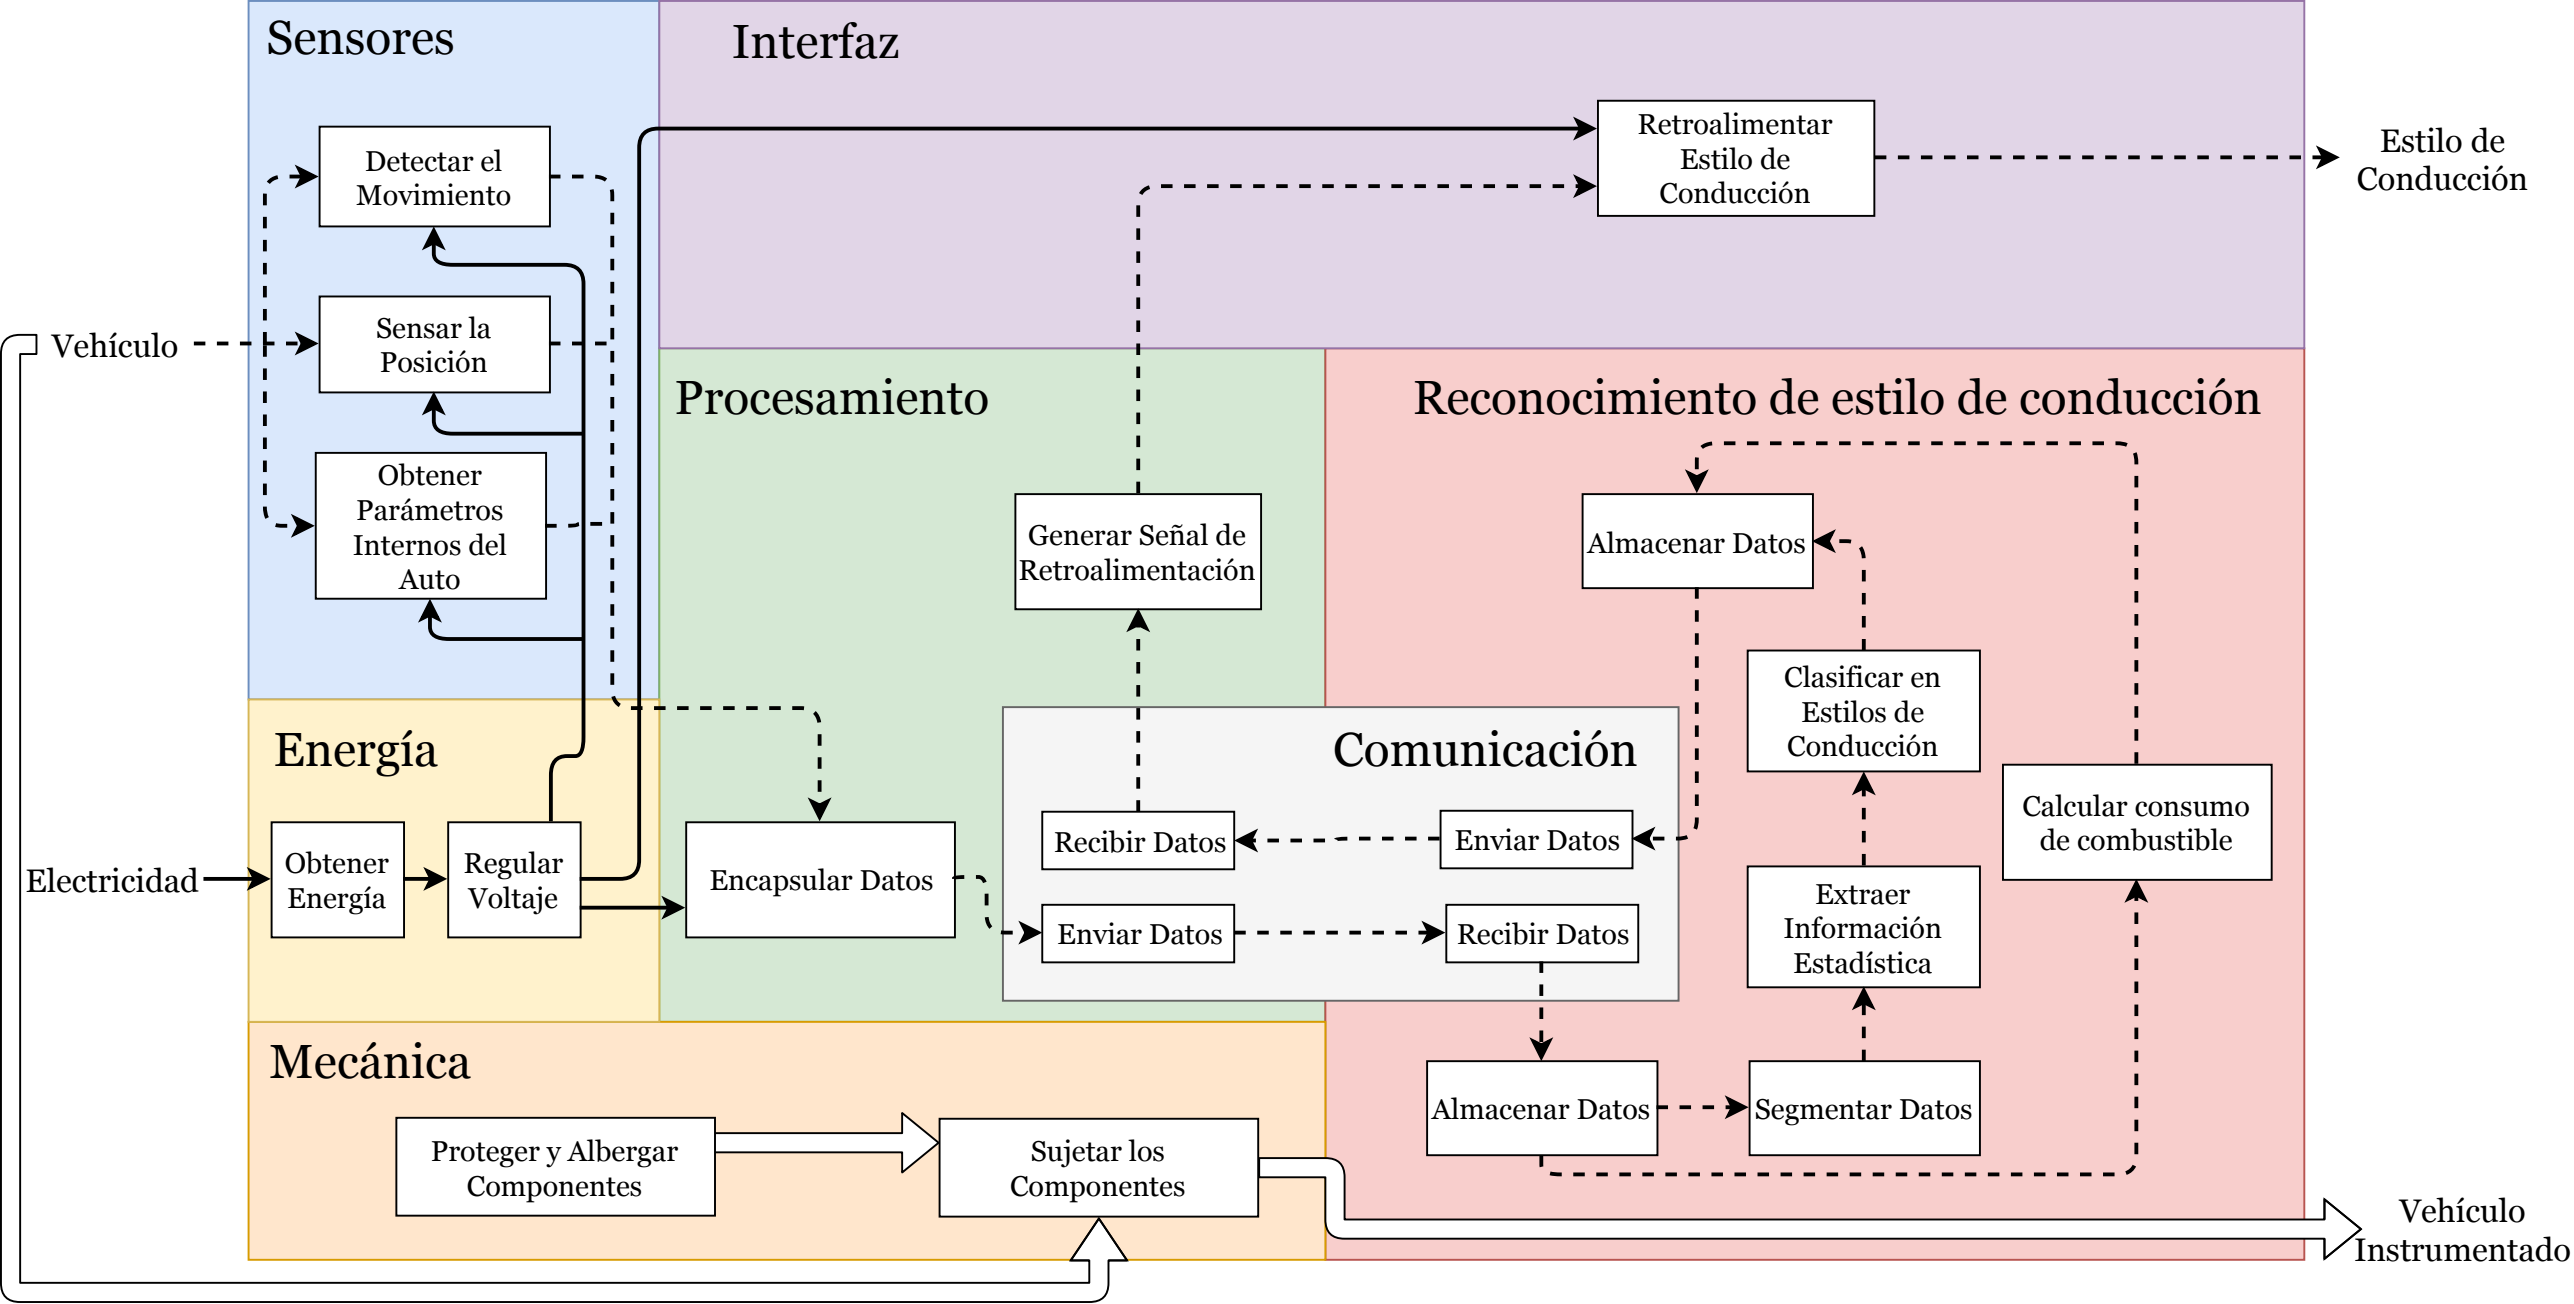 Sensores
Interfaz
Detectar el
Movimiento
Retroalimentar
Estilo de
Conducción
Estilo de
Conducción
Vehículo
Sensar la
Posición
Procesamiento
Reconocimiento de estilo de conducción
Obtener
Parámetros
Internos del
Auto
Generar Señal de
Retroalimentación
Almacenar Datos
Clasificar en
Estilos de
Conducción
Energía
Comunicación
Calcular consumo
de combustible
Electricidad
Obtener
Energía
Regular
Voltaje
Encapsular Datos
Recibir Datos
Enviar Datos
Enviar Datos
Recibir Datos
Extraer
Información
Estadística
Mecánica
Proteger y Albergar
Componentes
Sujetar los
Componentes
Almacenar Datos
Segmentar Datos
Vehículo
Instrumentado